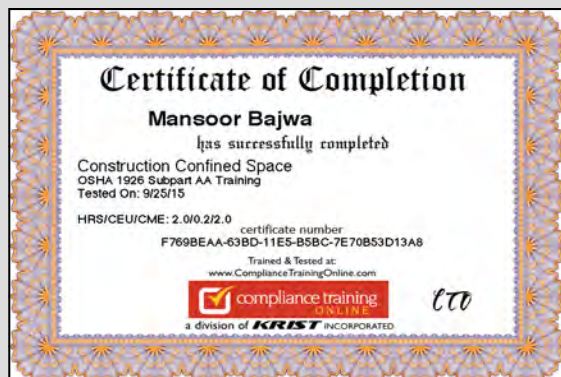 Certificate of Completion
Mansoor Bajwa
has successfully completed
Construction Confined Space
OSHA 1926 Subpart AA Training
Tested On: 9/25/15
HRS/CEU/CME: 2.0/0.2/2.0
certificate number
F769BEAA-63BD-11E5-B5BC-7E70B53D13A8
Trained & Tested at:
www.ComplianceTrainingOnline.com
compliance training
ONLINE
a division of KRIST INCORPORATED